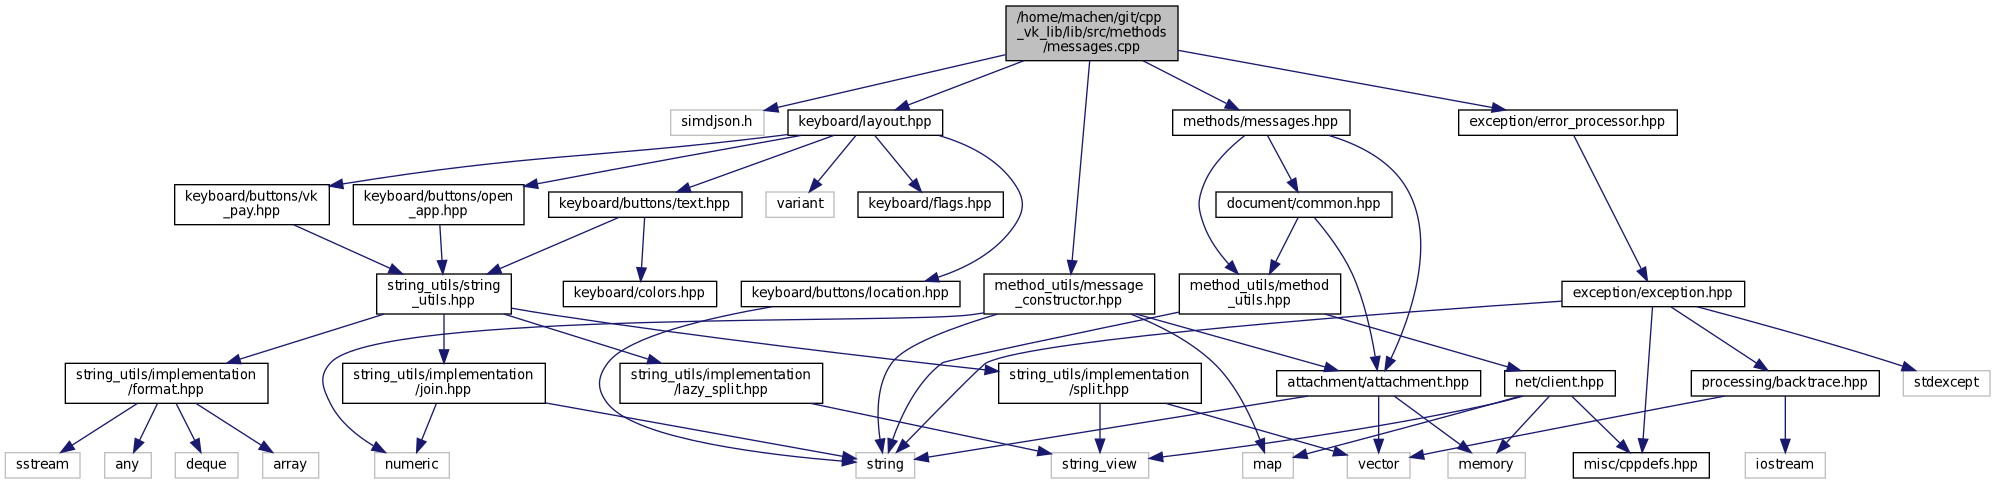 /home/machen/git/cpp
_vk_lib/lib/src/methods
/messages.cpp
simdjson.h
keyboard/layout.hpp
methods/messages.hpp
exception/error_processor.hpp
keyboard/buttons/vk
_pay.hpp
keyboard/buttons/open
_app.hpp
keyboard/buttons/text.hpp
variant
keyboard/flags.hpp
document/common.hpp
string_utils/string
_utils.hpp
keyboard/colors.hpp
keyboard/buttons/location.hpp
method_utils/message
_constructor.hpp
method_utils/method
_utils.hpp
exception/exception.hpp
string_utils/implementation
/format.hpp
string_utils/implementation
/join.hpp
string_utils/implementation
/lazy_split.hpp
string_utils/implementation
/split.hpp
attachment/attachment.hpp
net/client.hpp
processing/backtrace.hpp
stdexcept
sstream
any
deque
array
numeric
string
string_view
map
vector
memory
misc/cppdefs.hpp
iostream